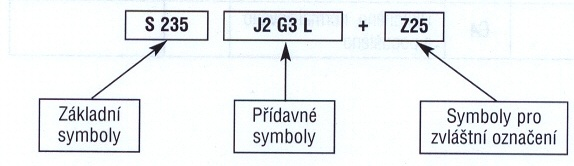 S 235 J2 G3 L + Z25
Základní Přídavné Symboly pro
symboly symboly zvláštní označení